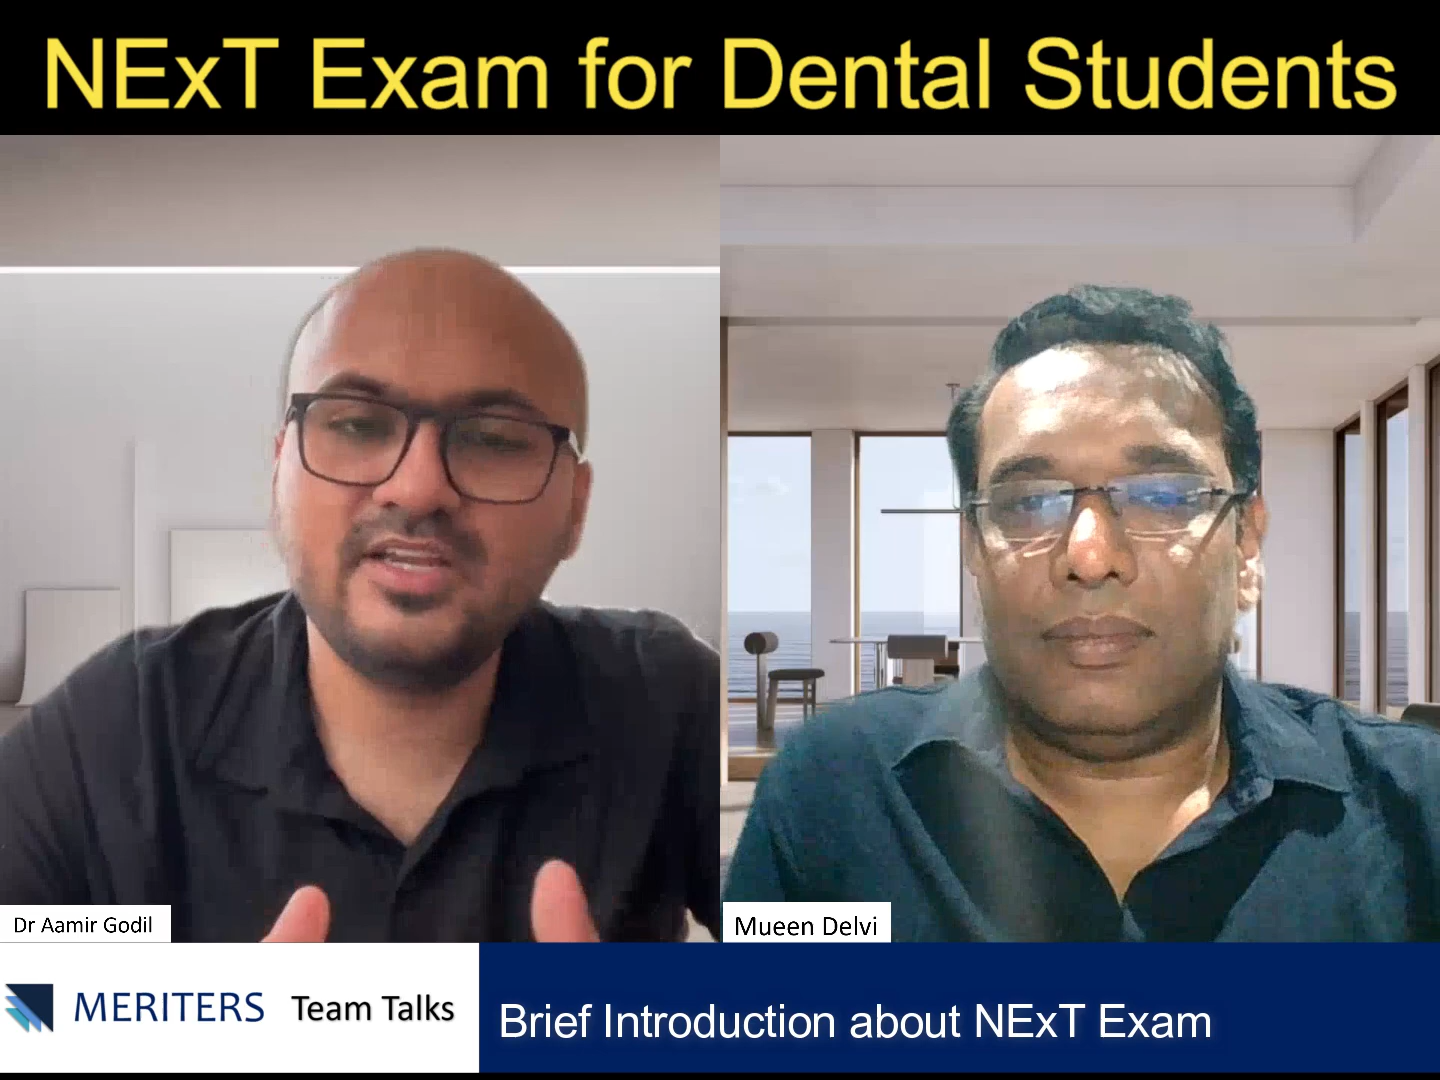 NExT Exam for Dental Students
Dr Aamir Godil
Mueen Delvi
MERITERS Team Talks
Brief Introduction about NExT Exam